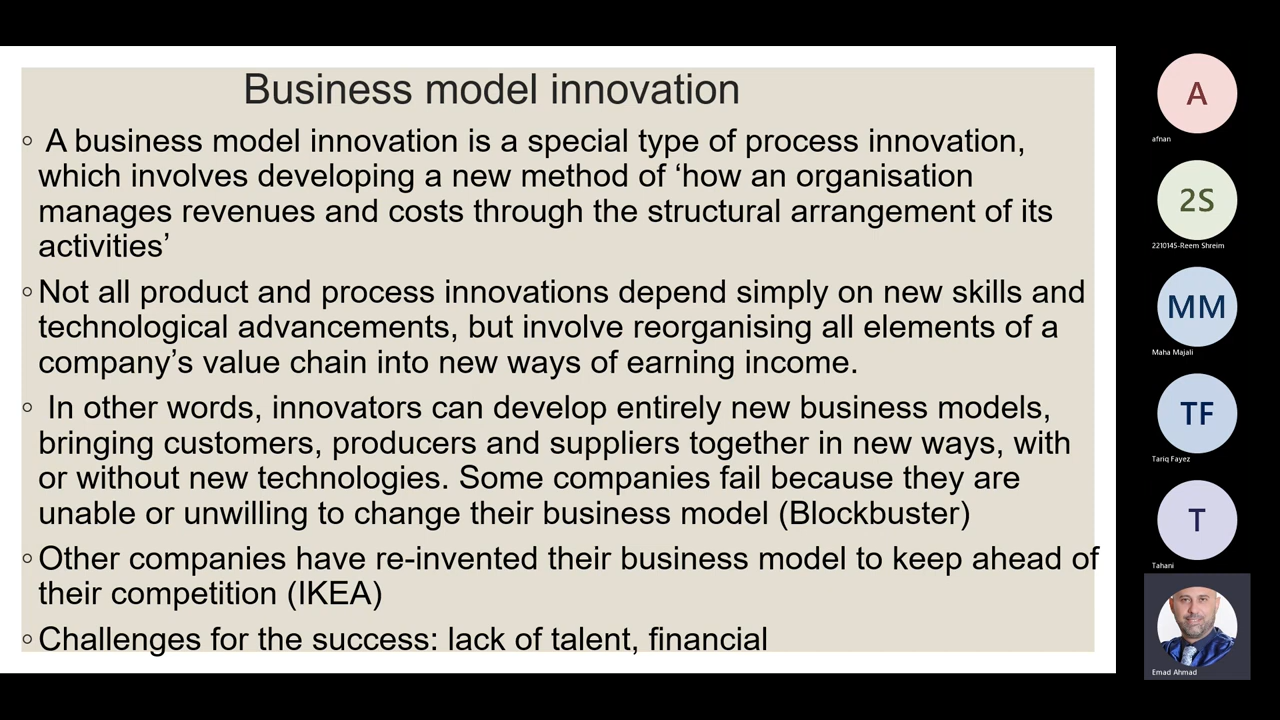 Business model innovation
◦ A business model innovation is a special type of process innovation,
which involves developing a new method of ‘how an organisation
manages revenues and costs through the structural arrangement of its
activities’
◦ Not all product and process innovations depend simply on new skills and
technological advancements, but involve reorganising all elements of a
company’s value chain into new ways of earning income.
◦ In other words, innovators can develop entirely new business models,
bringing customers, producers and suppliers together in new ways, with
or without new technologies. Some companies fail because they are
unable or unwilling to change their business model (Blockbuster)
◦ Other companies have re-invented their business model to keep ahead of
their competition (IKEA)
◦ Challenges for the success: lack of talent, financial
A
afnan
2S
2210145-Reem Shreim
MM
Maha Majali
TF
Tariq Fayez
T
Tahani
Emad Ahmad